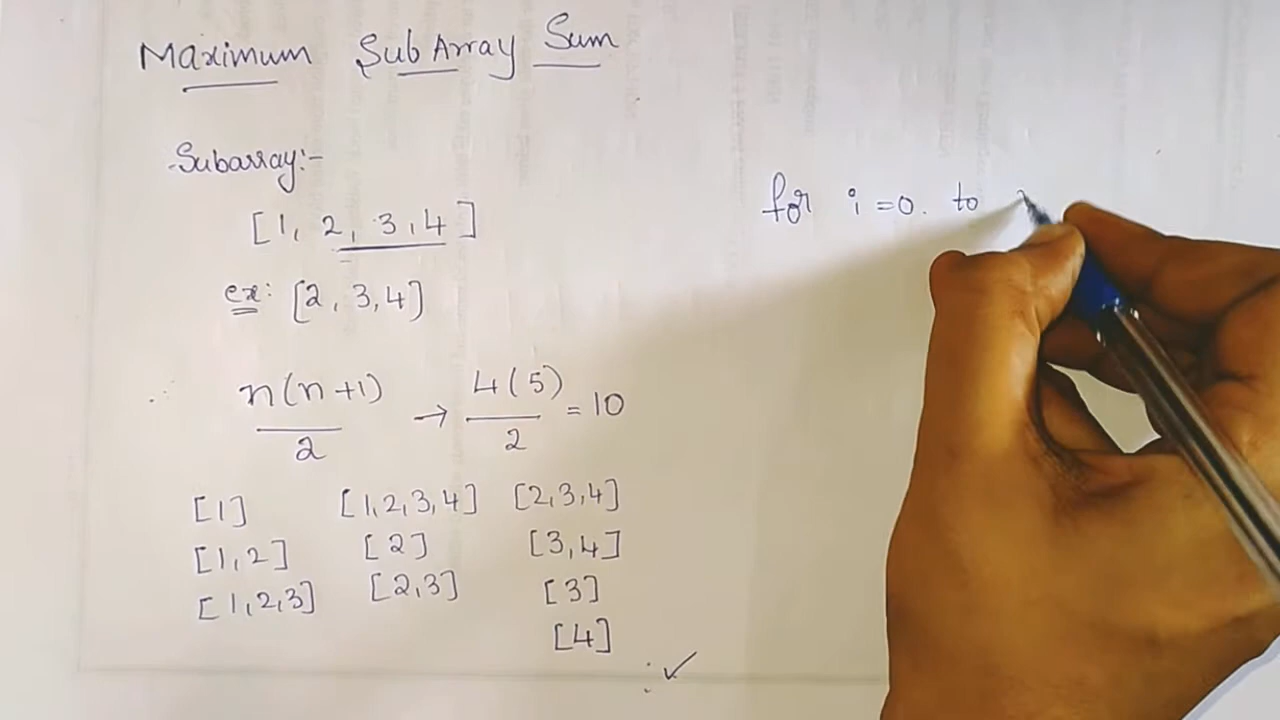 Maximum SubArray Sum
Subarray:-
[1, 2, 3, 4]
ex: [2, 3, 4]
n(n+1)/2 → 4(5)/2 = 10
[1] [1,2,3,4] [2,3,4]
[1,2] [2] [3,4]
[1,2,3] [2,3] [3]
[4]
for i=0. to